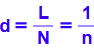 d = L/N = 1/n